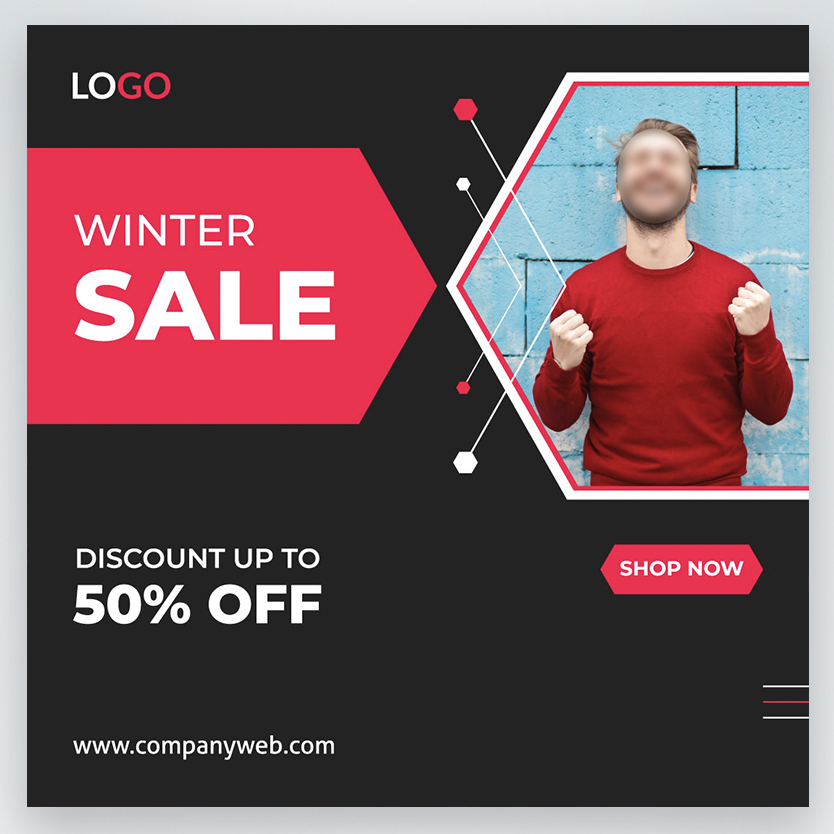 LOGO
WINTER
SALE
DISCOUNT UP TO
50% OFF
SHOP NOW
www.companyweb.com